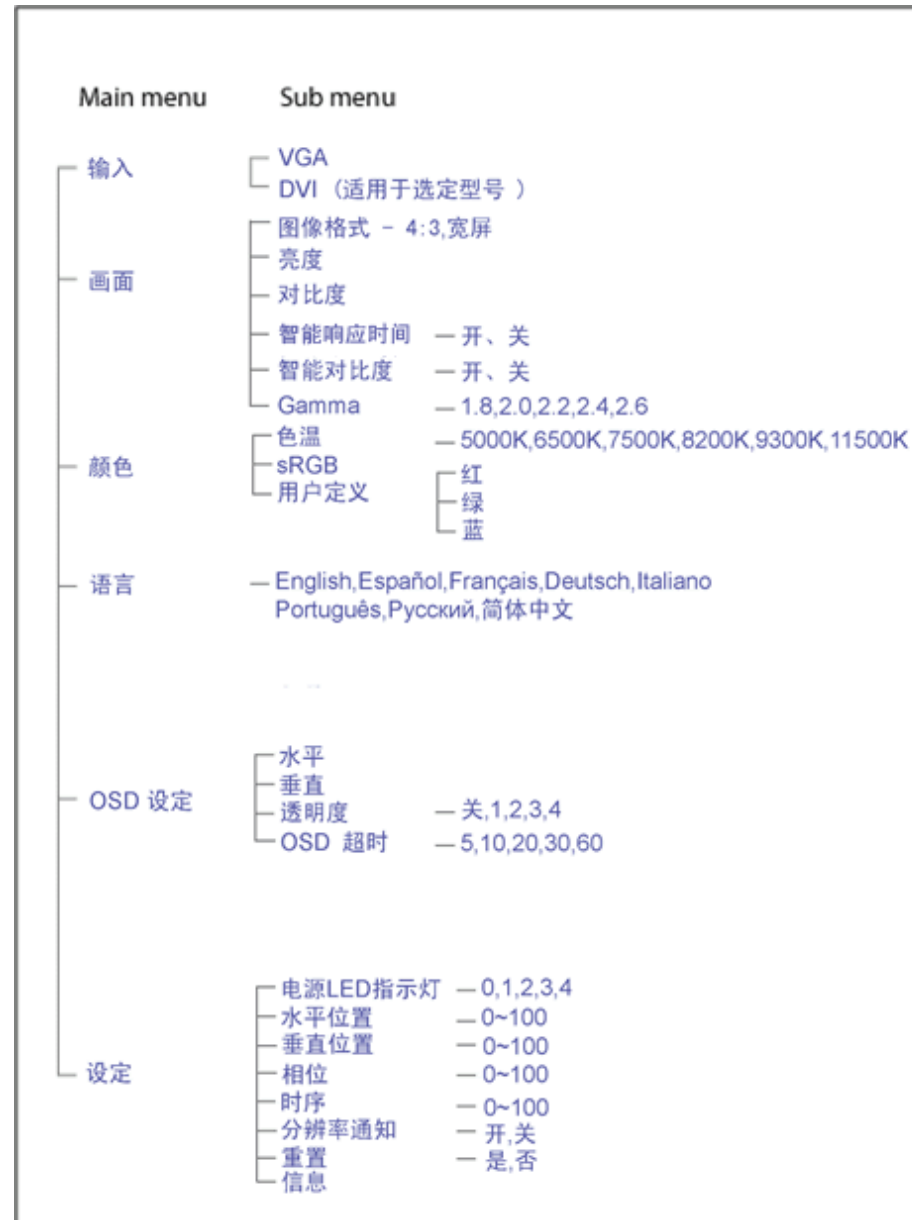 Main menu Sub menu
输入 VGA
DVI (适用于选定型号 )
图像格式 - 4:3,宽屏
亮度
画面
对比度
智能响应时间 — 开、关
智能对比度 — 开、关
Gamma — 1.8,2.0,2.2,2.4,2.6
色温 — 5000K,6500K,7500K,8200K,9300K,11500K
颜色 sRGB 红
用户定义 绿
蓝
语言 — English,Español,Français,Deutsch,Italiano
Português,Русский,简体中文
水平
垂直
OSD 设定 透明度 — 关,1,2,3,4
OSD 超时 — 5,10,20,30,60
电源LED指示灯 — 0,1,2,3,4
水平位置 — 0~100
垂直位置 — 0~100
设定 相位 — 0~100
时序 — 0~100
分辨率通知 — 开,关
重置 — 是,否
信息